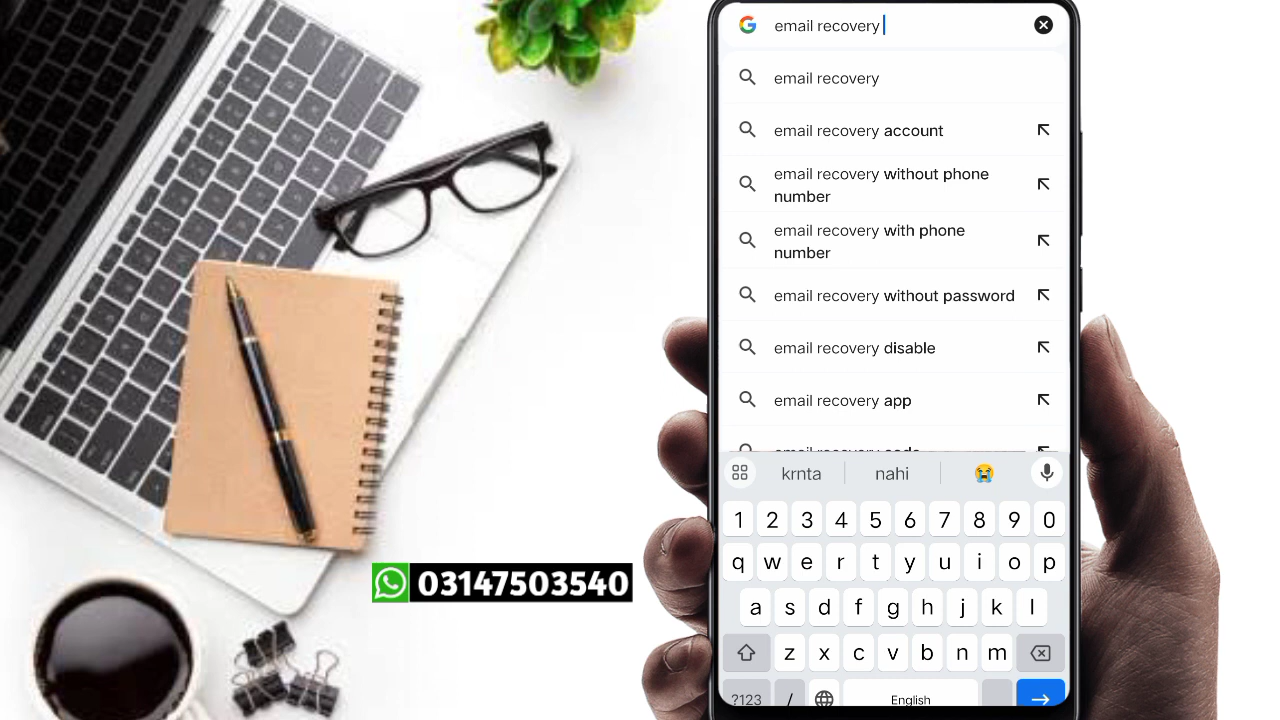 email recovery
email recovery
email recovery account
email recovery without phone
number
email recovery with phone
number
email recovery without password
email recovery disable
email recovery app
email recovery
krnta nahi 😭
1 2 3 4 5 6 7 8 9 0
q w e r t y u i o p
a s d f g h j k l
z x c v b n m
?123 / English
03147503540